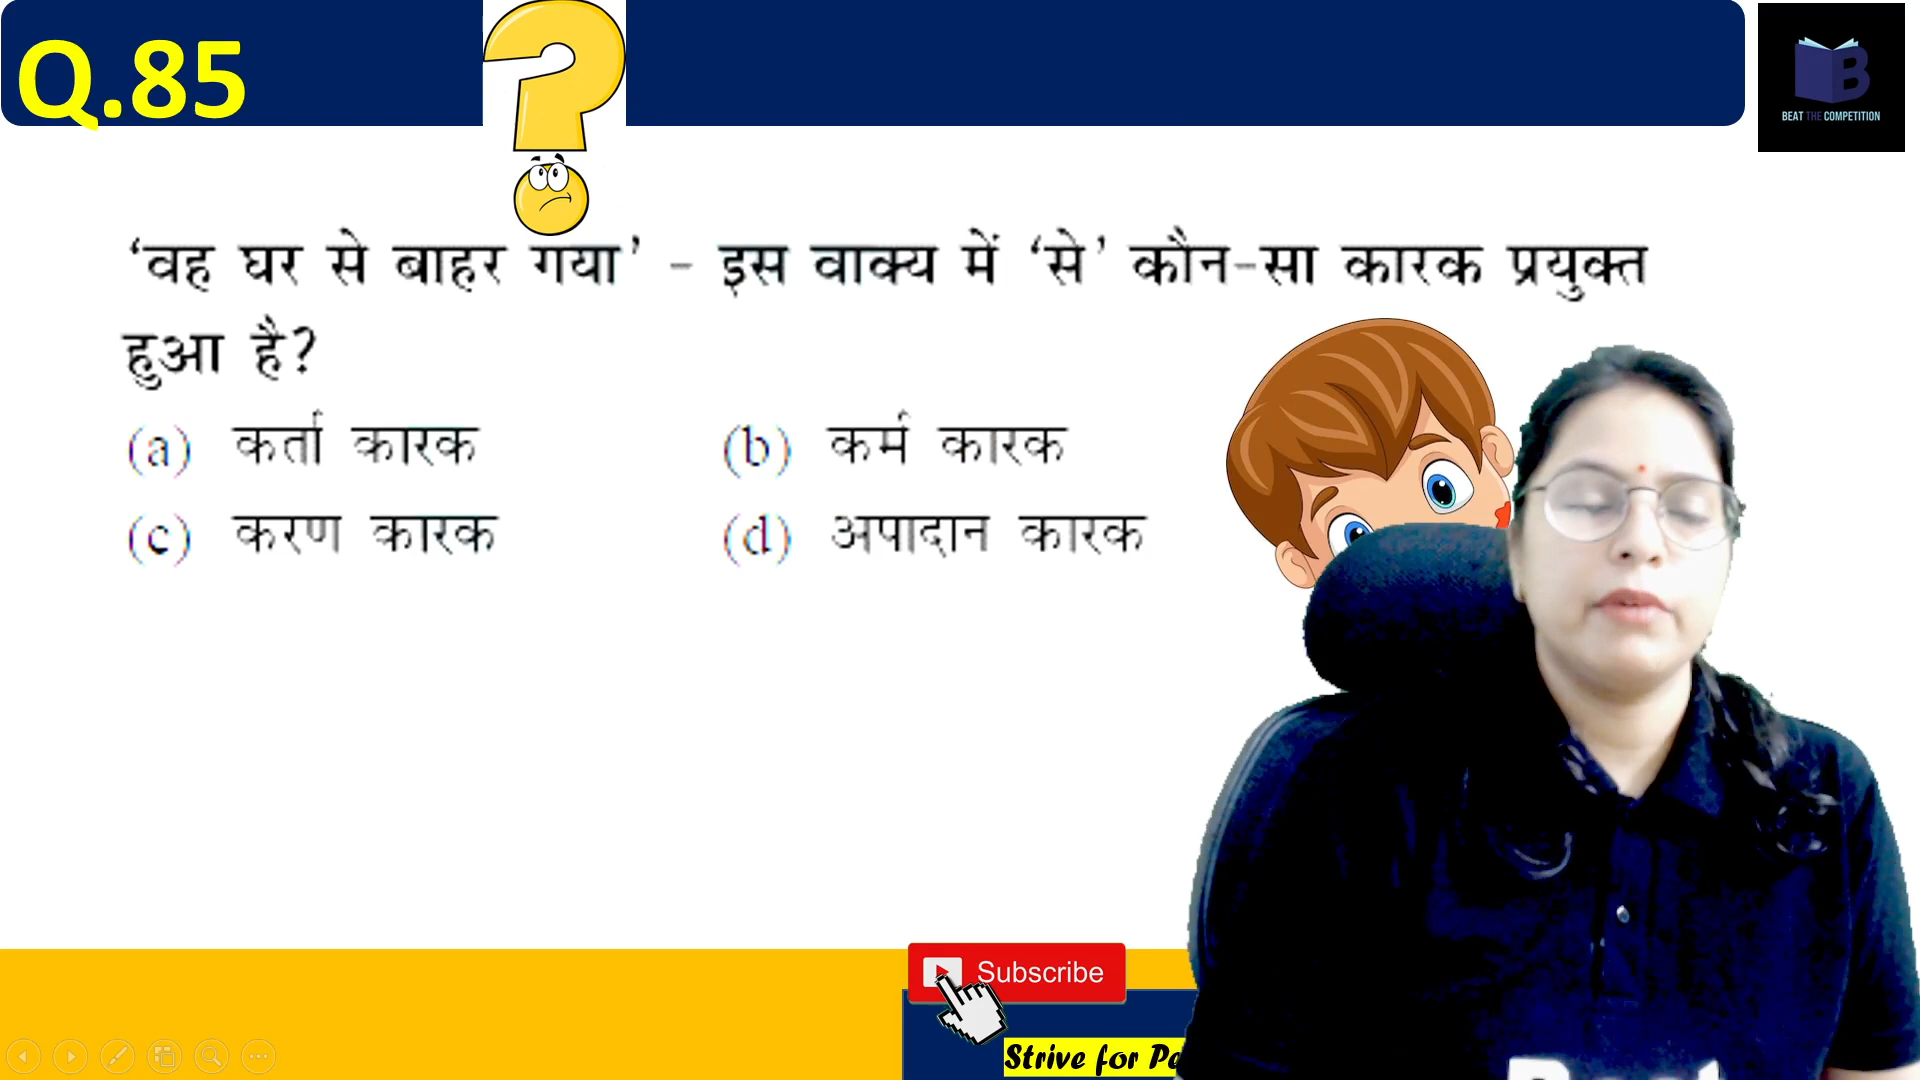 Q.85
BEAT THE COMPETITION
‘वह घर से बाहर गया’ - इस वाक्य में ‘से’ कौन-सा कारक प्रयुक्त
हुआ है?
(a) कर्ता कारक (b) कर्म कारक
(c) करण कारक (d) अपादान कारक
Subscribe
Strive for